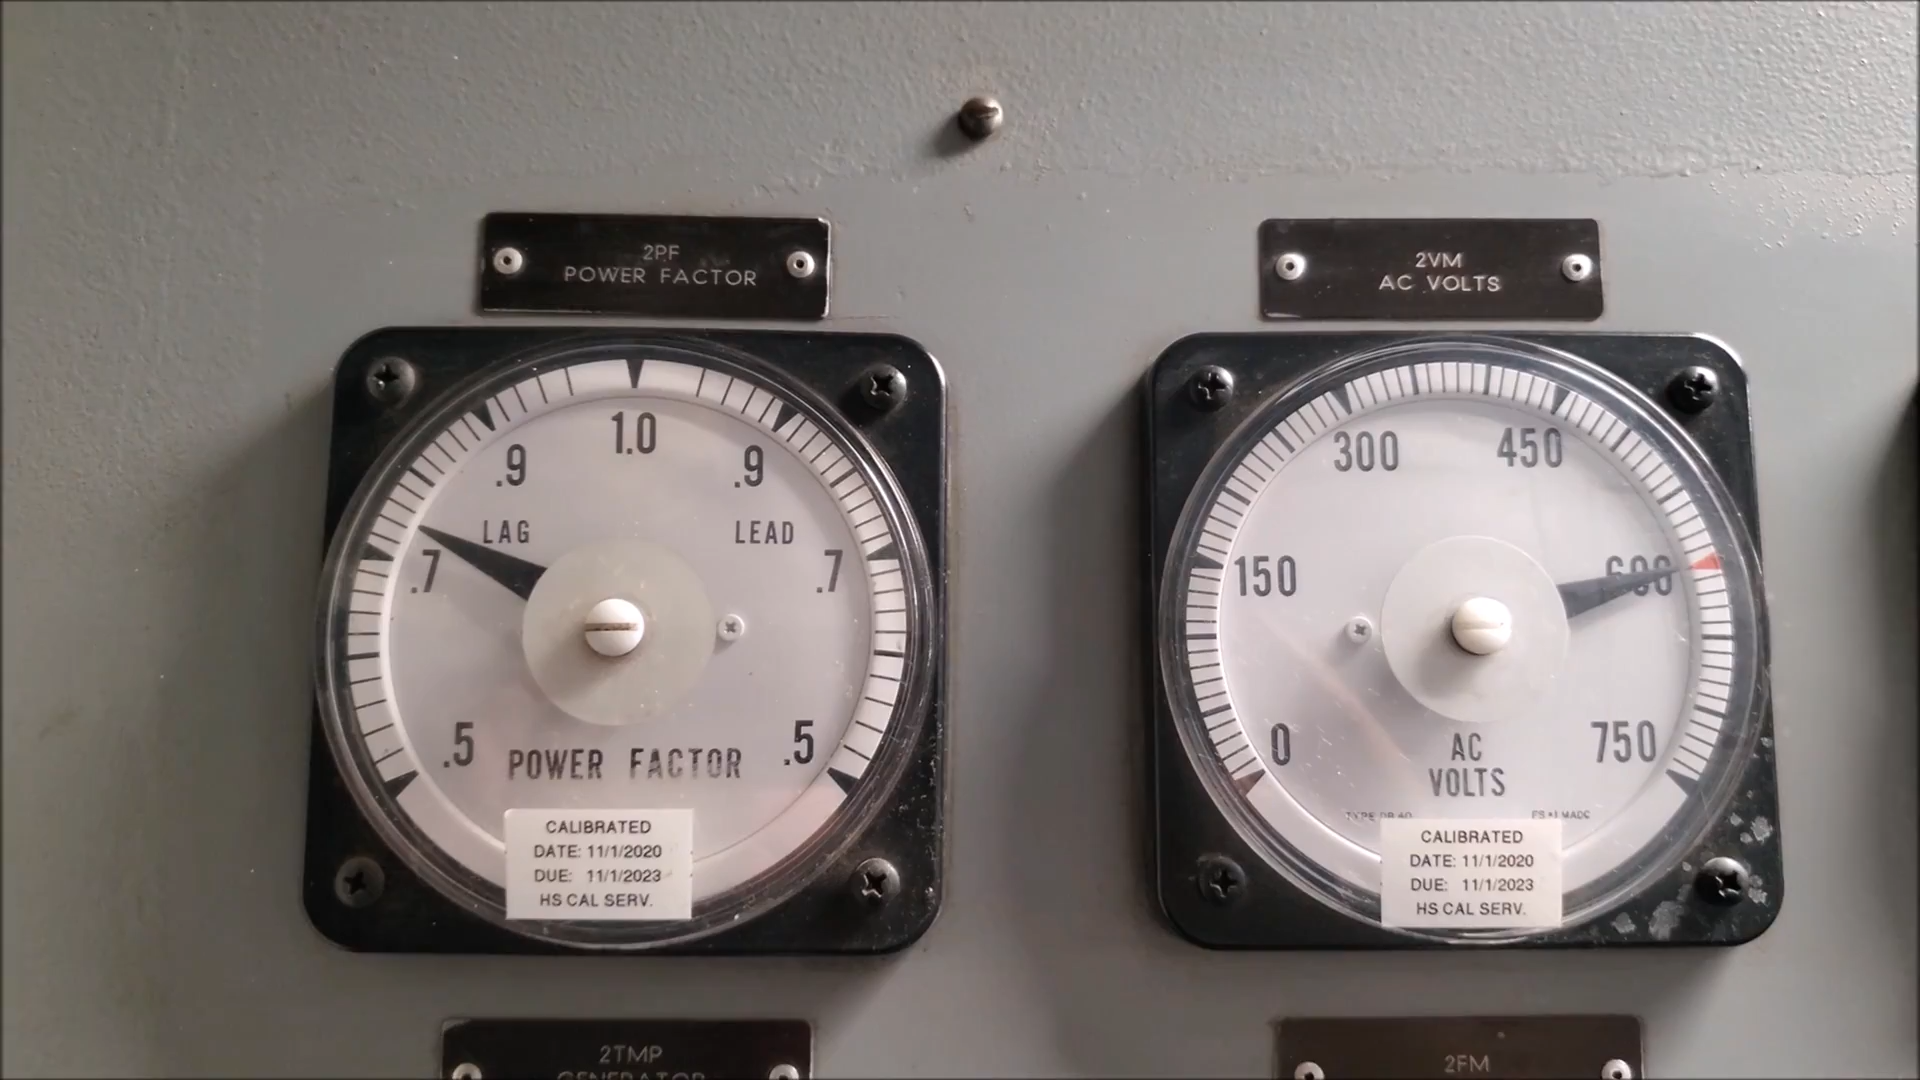 2PF
POWER FACTOR
2VM
AC VOLTS
1.0
.9
.9
LAG
LEAD
.7
.7
.5
.5
POWER FACTOR
CALIBRATED
DATE: 11/1/2020
DUE: 11/1/2023
HS CAL SERV.
300
450
150
600
0
750
AC
VOLTS
CALIBRATED
DATE: 11/1/2020
DUE: 11/1/2023
HS CAL SERV.
2TMP
GENERATOR
2FM